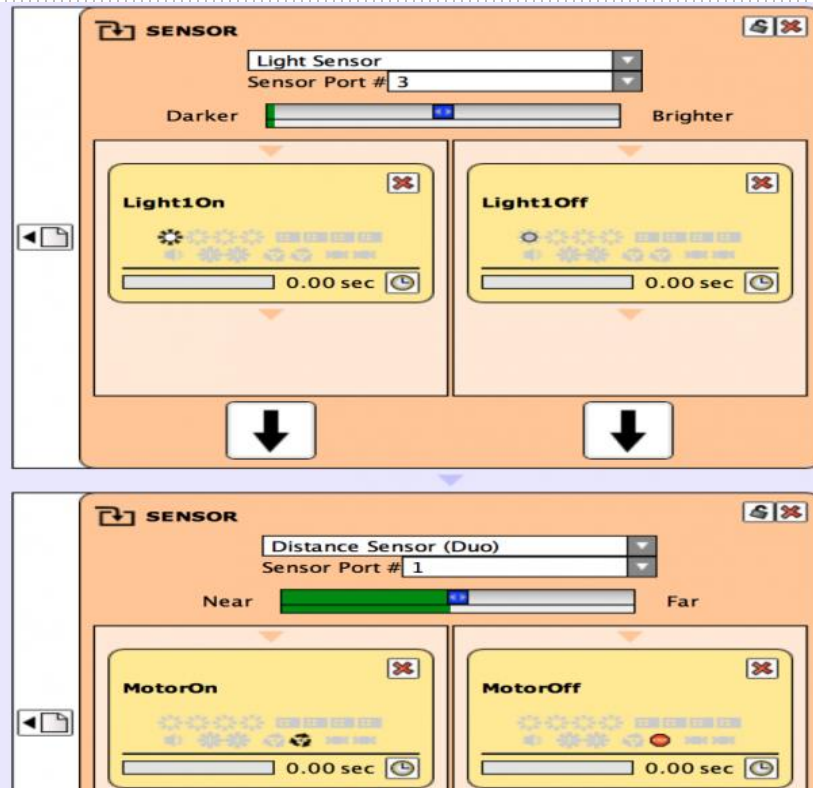 SENSOR
Light Sensor
Sensor Port # 3
Darker Brighter
Light1On Light1Off
0.00 sec 0.00 sec
SENSOR
Distance Sensor (Duo)
Sensor Port # 1
Near Far
MotorOn MotorOff
0.00 sec 0.00 sec